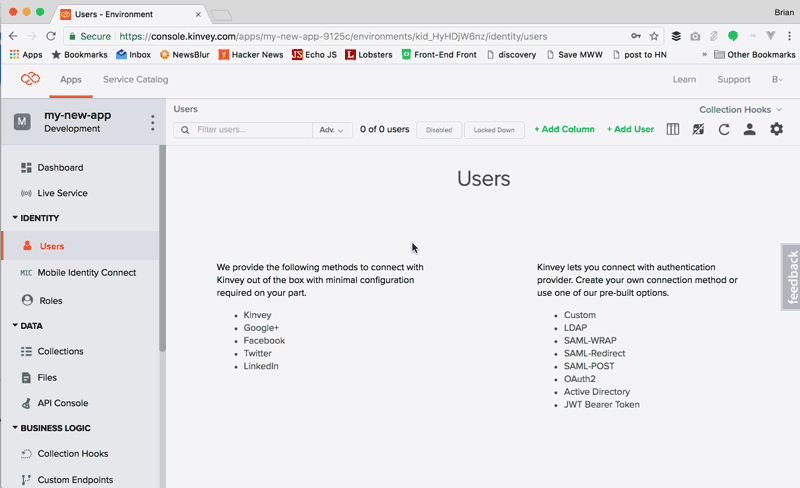 Users - Environment
Brian
Secure
https://console.kinvey.com/apps/my-new-app-9125c/environments/kid_HyHDjW6nz/identity/users
Apps Bookmarks Inbox NewsBlur Hacker News Echo JS Lobsters Front-End Front discovery Save MWW post to HN » Other Bookmarks
Apps Service Catalog Learn Support B
M
my-new-app
Development
Users
Collection Hooks
Filter users...
Adv.
0 of 0 users
Disabled
Locked Down
+ Add Column
+ Add User
Dashboard
Live Service
IDENTITY
Users
MIC Mobile Identity Connect
Roles
DATA
Collections
Files
API Console
BUSINESS LOGIC
Collection Hooks
Custom Endpoints
Users
We provide the following methods to connect with
Kinvey out of the box with minimal configuration
required on your part.
• Kinvey
• Google+
• Facebook
• Twitter
• LinkedIn
Kinvey lets you connect with authentication
provider. Create your own connection method or
use one of our pre-built options.
• Custom
• LDAP
• SAML-WRAP
• SAML-Redirect
• SAML-POST
• OAuth2
• Active Directory
• JWT Bearer Token
feedback